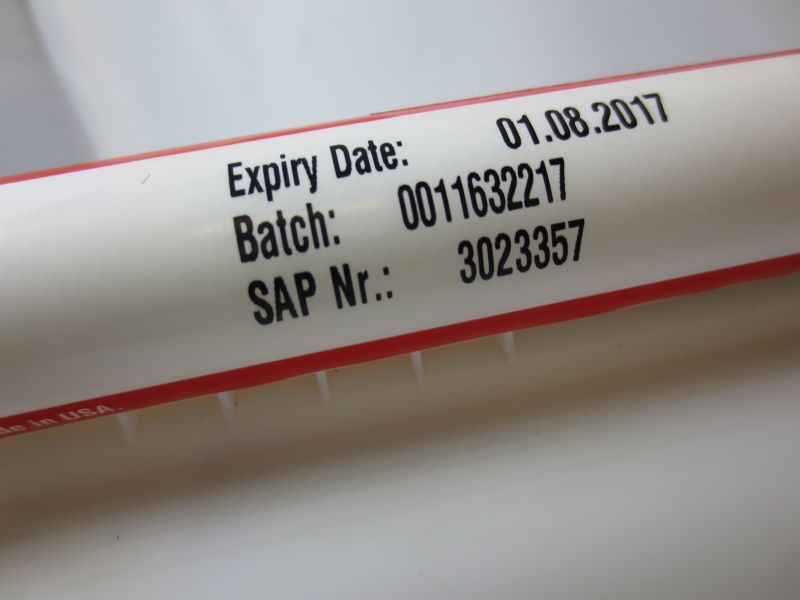 Expiry Date: 01.08.2017
Batch: 0011632217
SAP Nr.: 3023357
in USA.